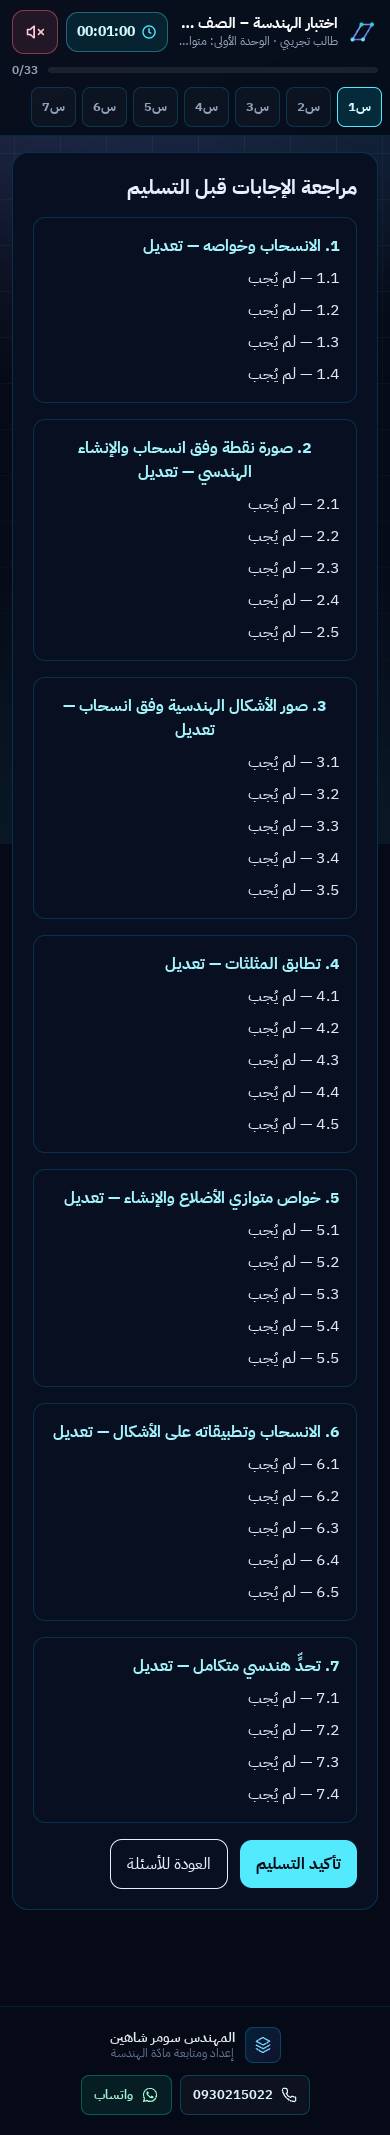 اختبار الهندسة – الصف ...
طالب تجريبي · الوحدة الأولى: متوا...
00:01:00
0/33
س1
س2
س3
س4
س5
س6
س7
مراجعة الإجابات قبل التسليم
1. الانسحاب وخواصه — تعديل
1.1 — لم يُجب
1.2 — لم يُجب
1.3 — لم يُجب
1.4 — لم يُجب
2. صورة نقطة وفق انسحاب والإنشاء
الهندسي — تعديل
2.1 — لم يُجب
2.2 — لم يُجب
2.3 — لم يُجب
2.4 — لم يُجب
2.5 — لم يُجب
3. صور الأشكال الهندسية وفق انسحاب —
تعديل
3.1 — لم يُجب
3.2 — لم يُجب
3.3 — لم يُجب
3.4 — لم يُجب
3.5 — لم يُجب
4. تطابق المثلثات — تعديل
4.1 — لم يُجب
4.2 — لم يُجب
4.3 — لم يُجب
4.4 — لم يُجب
4.5 — لم يُجب
5. خواص متوازي الأضلاع والإنشاء — تعديل
5.1 — لم يُجب
5.2 — لم يُجب
5.3 — لم يُجب
5.4 — لم يُجب
5.5 — لم يُجب
6. الانسحاب وتطبيقاته على الأشكال — تعديل
6.1 — لم يُجب
6.2 — لم يُجب
6.3 — لم يُجب
6.4 — لم يُجب
6.5 — لم يُجب
7. تحدٍّ هندسي متكامل — تعديل
7.1 — لم يُجب
7.2 — لم يُجب
7.3 — لم يُجب
7.4 — لم يُجب
تأكيد التسليم
العودة للأسئلة
المهندس سومر شاهين
إعداد ومتابعة مادّة الهندسة
0930215022
واتساب